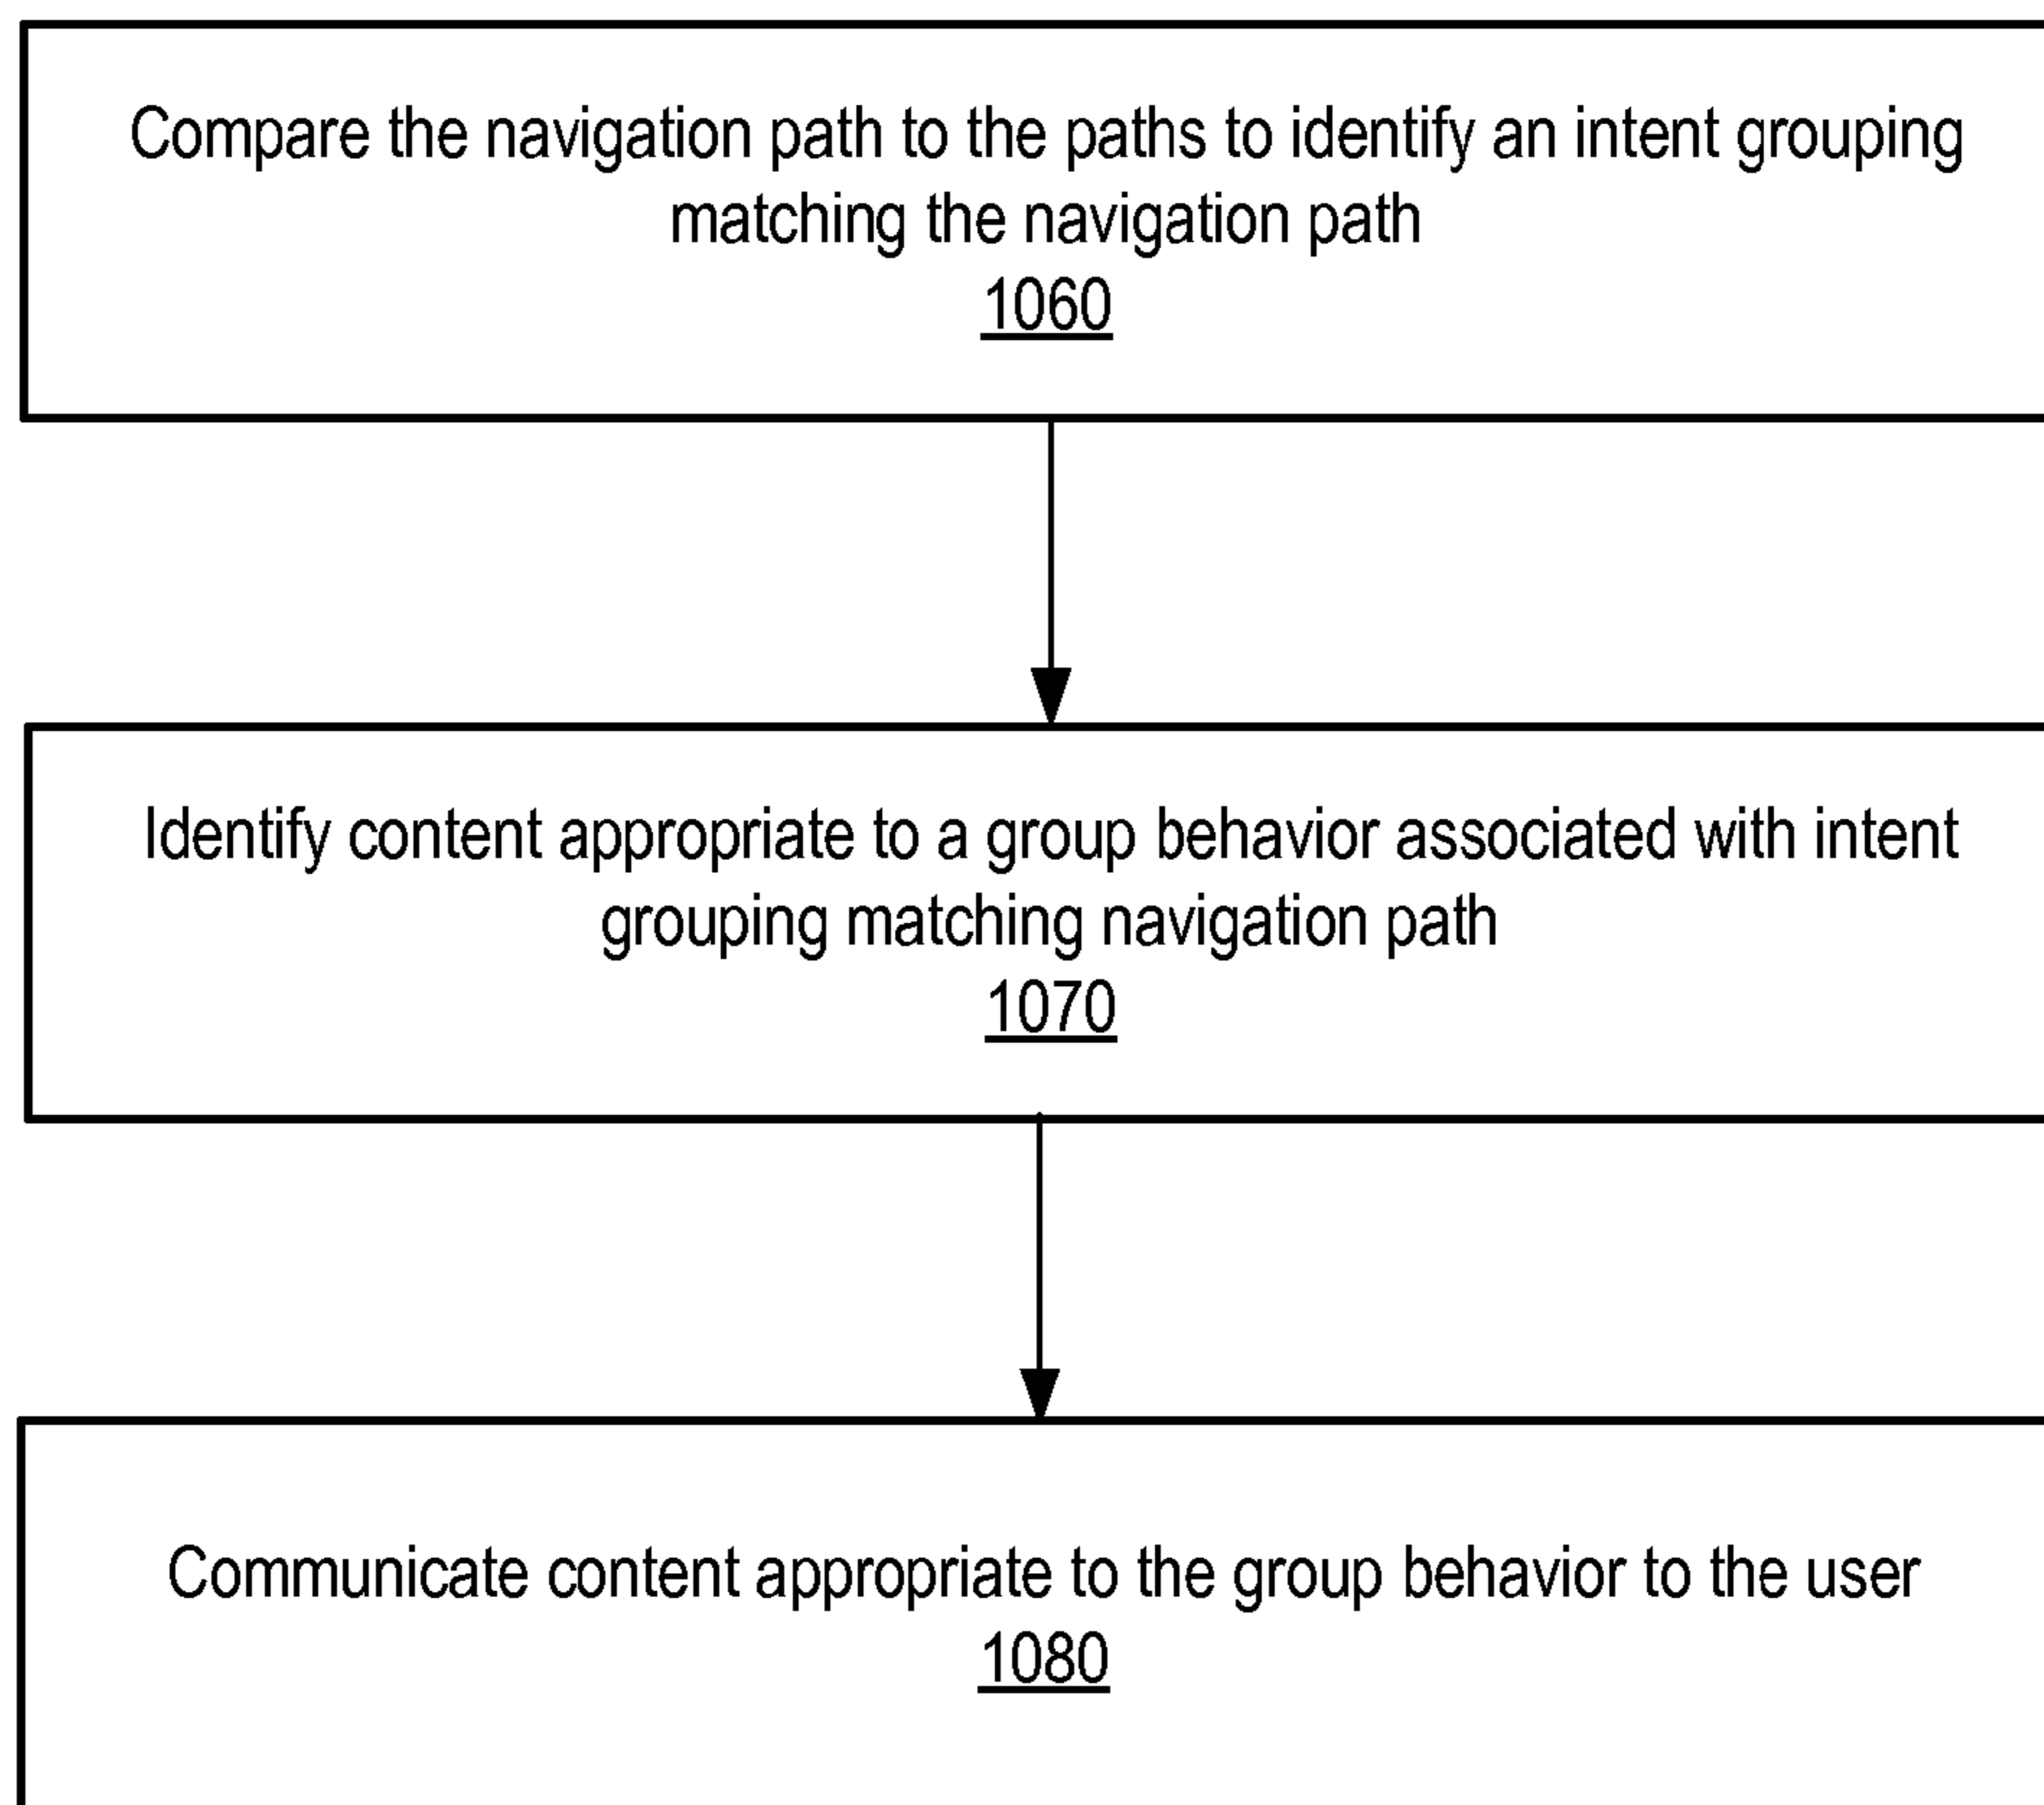 Compare the navigation path to the paths to identify an intent grouping
matching the navigation path
1060
Identify content appropriate to a group behavior associated with intent
grouping matching navigation path
1070
Communicate content appropriate to the group behavior to the user
1080